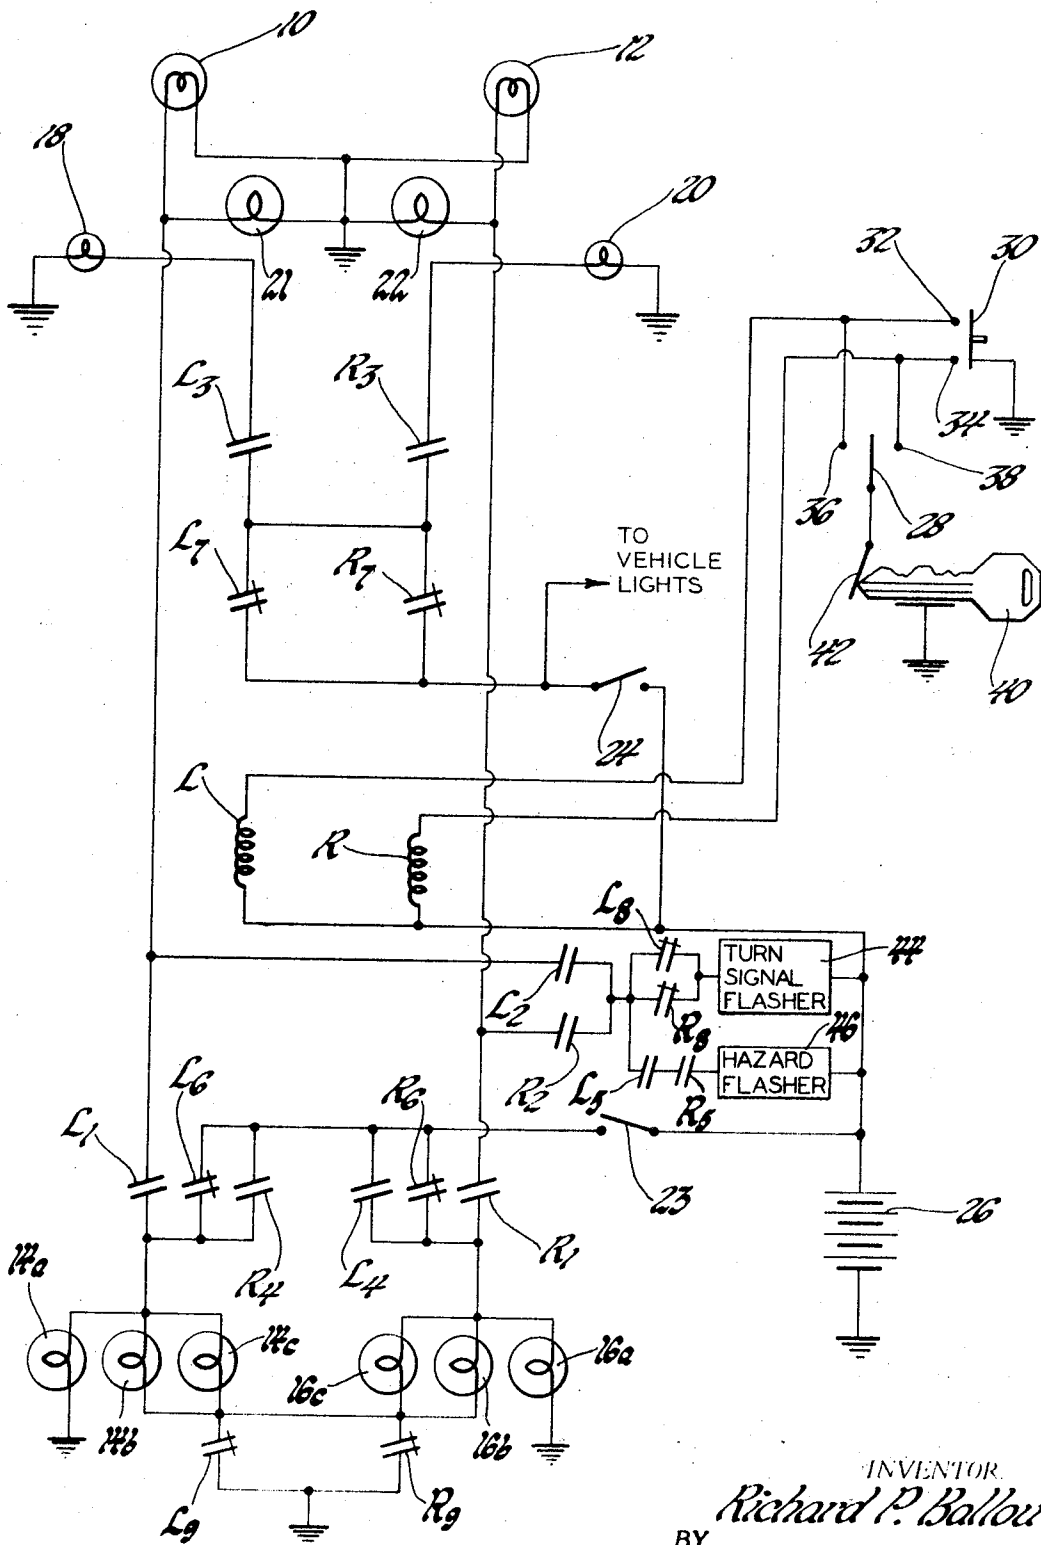 10
12
18
20
21
22
32
30
34
36
38
28
42
40
L3
R3
L7
R7
TO
VEHICLE
LIGHTS
24
L
R
L8
TURN
SIGNAL
FLASHER
44
L2
R8
R2
L5
R5
HAZARD
FLASHER
46
L6
R6
L1
23
26
R4
L4
R1
14a
14b
14c
16c
16b
16a
L9
R9
INVENTOR.
Richard P. Ballou
BY